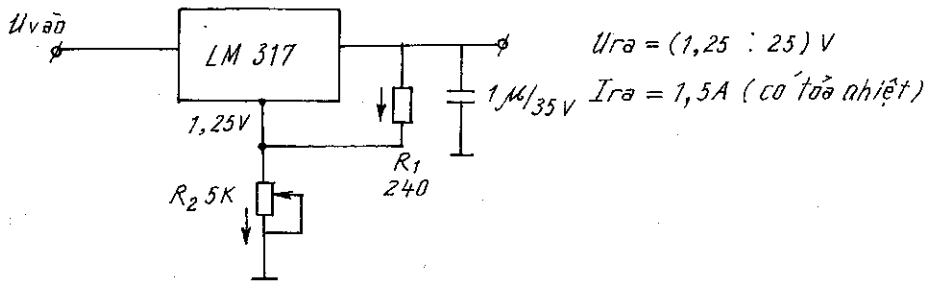 Uvào
LM 317
1,25V
R1
240
R2 5K
1 µ/35V
Ura = (1,25 : 25) V
Ira = 1,5A (có tỏa nhiệt)